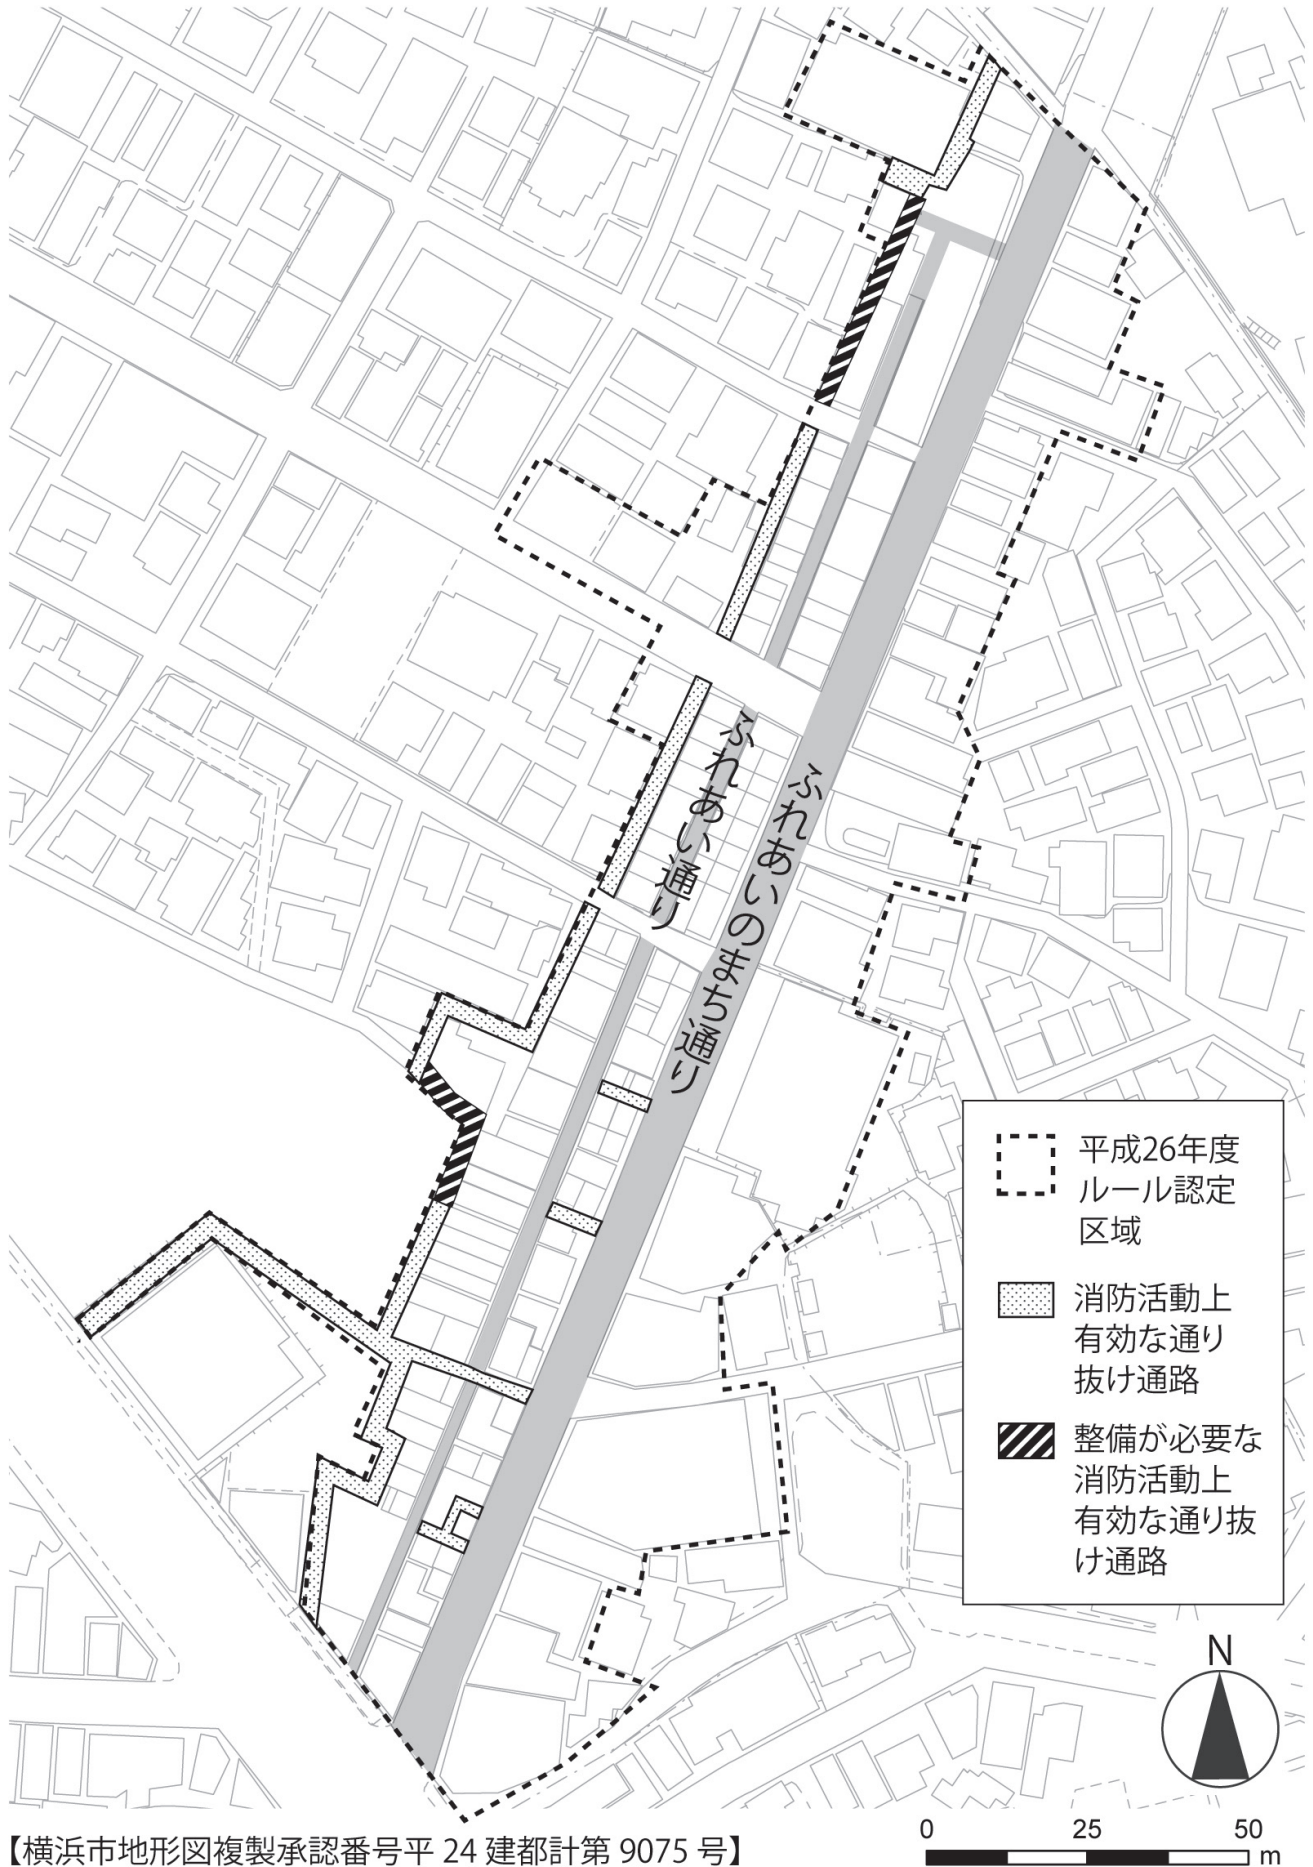 ふれあい通り
ふれあいのまち通り
平成26年度
ルール認定
区域
消防活動上
有効な通り
抜け通路
整備が必要な
消防活動上
有効な通り抜
け通路
N
0 25 50
m
【横浜市地形図複製承認番号平 24 建都計第 9075 号】